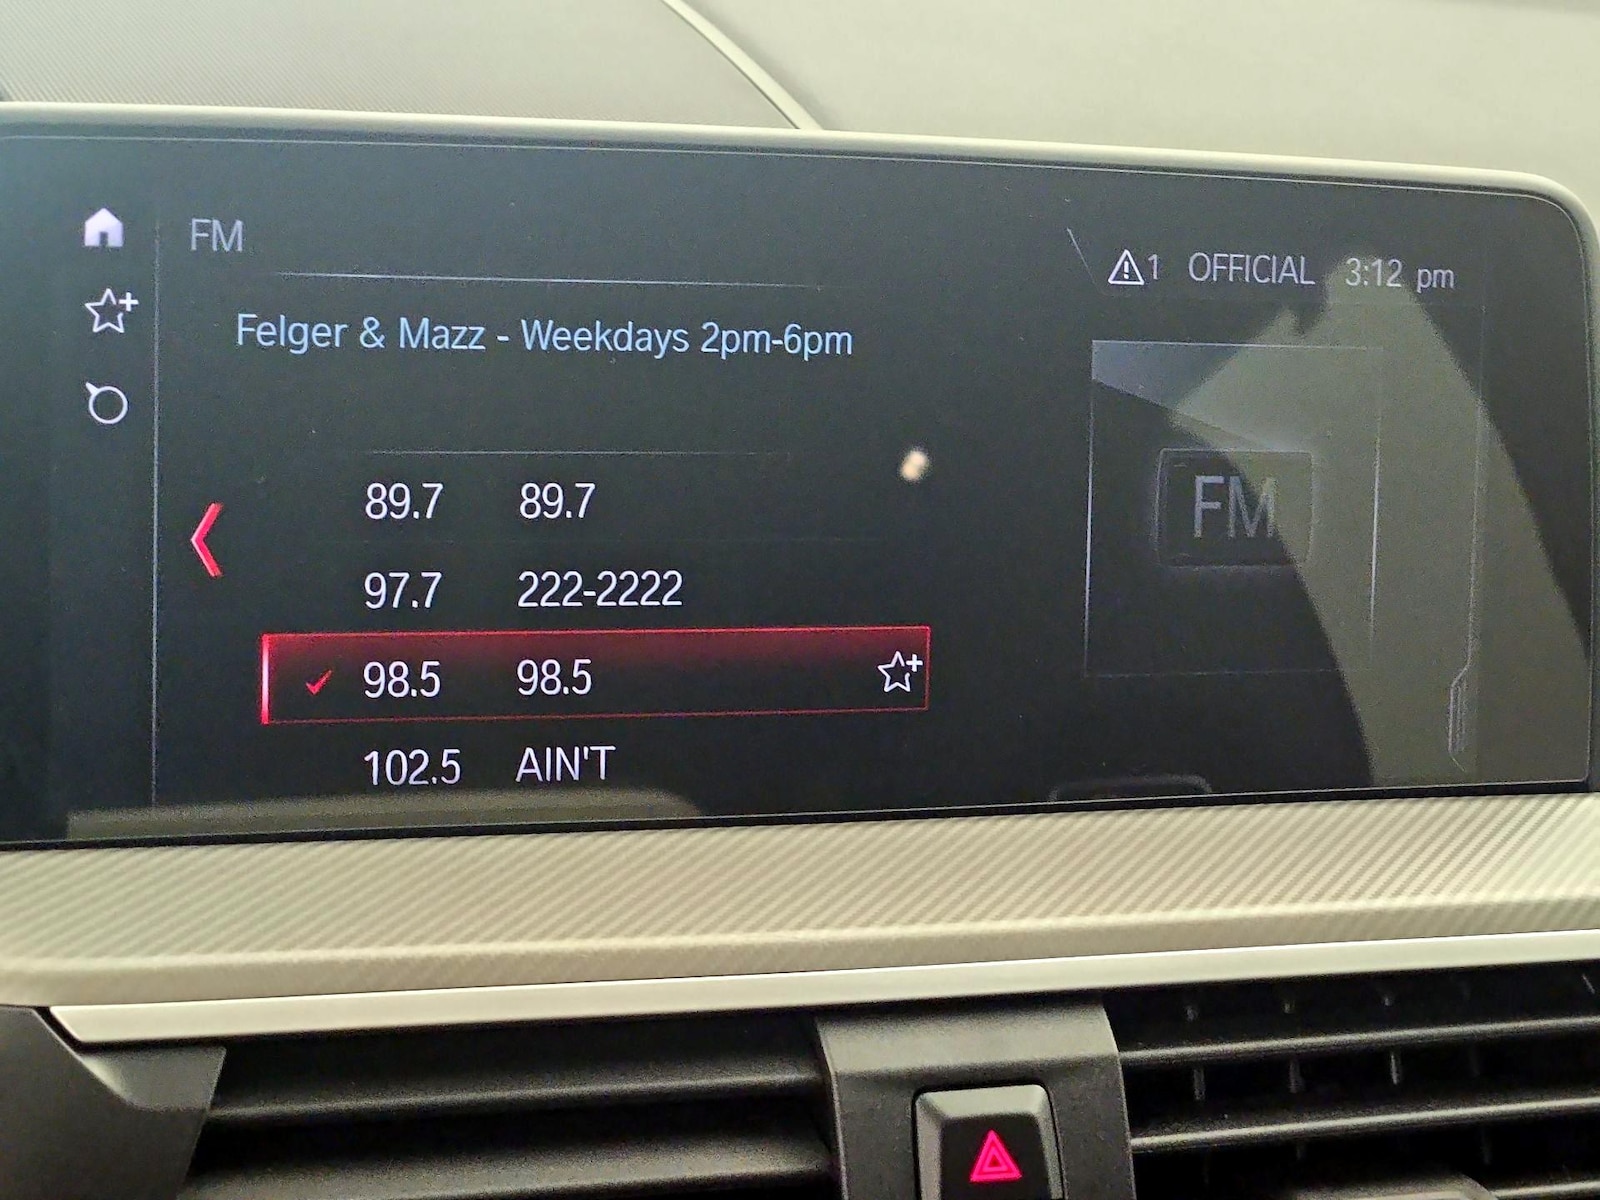 FM
1 OFFICIAL 3:12 pm
Felger & Mazz - Weekdays 2pm-6pm
89.7 89.7
97.7 222-2222
98.5 98.5
102.5 AIN'T
FM